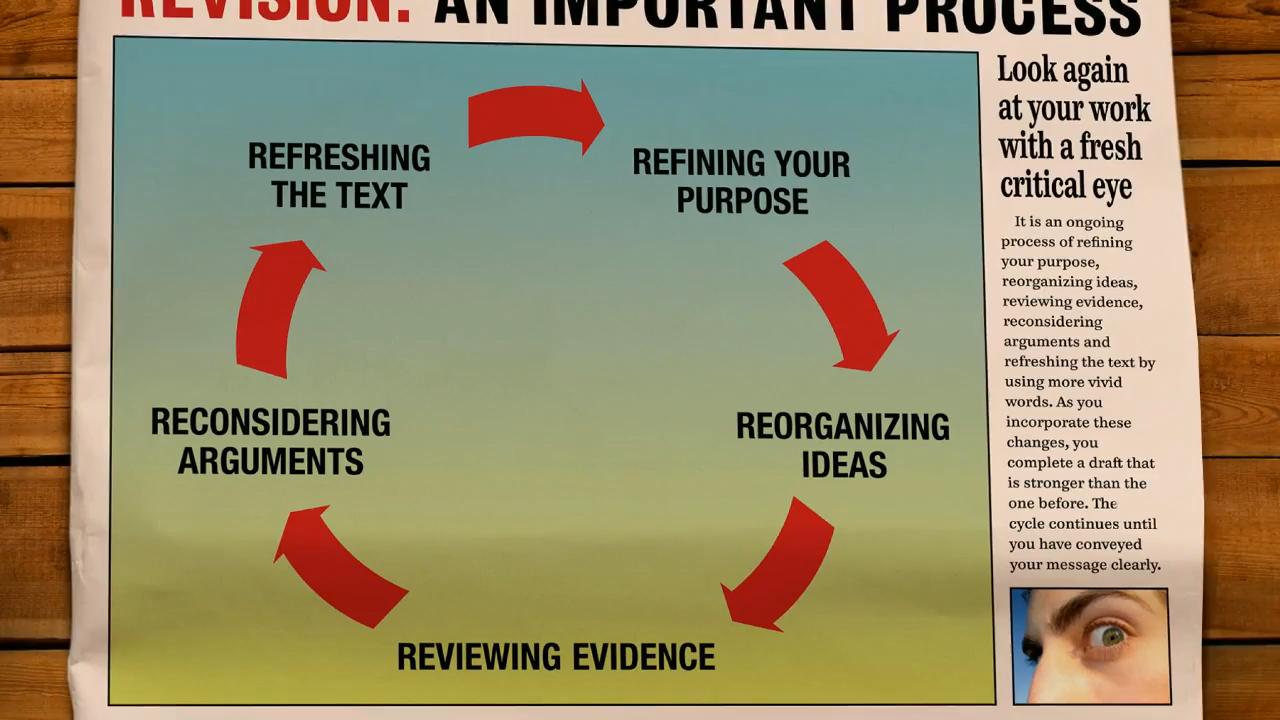 REVISION: AN IMPORTANT PROCESS
REFRESHING
THE TEXT
REFINING YOUR
PURPOSE
REORGANIZING
IDEAS
REVIEWING EVIDENCE
RECONSIDERING
ARGUMENTS
Look again
at your work
with a fresh
critical eye
It is an ongoing
process of refining
your purpose,
reorganizing ideas,
reviewing evidence,
reconsidering
arguments and
refreshing the text by
using more vivid
words. As you
incorporate these
changes, you
complete a draft that
is stronger than the
one before. The
cycle continues until
you have conveyed
your message clearly.